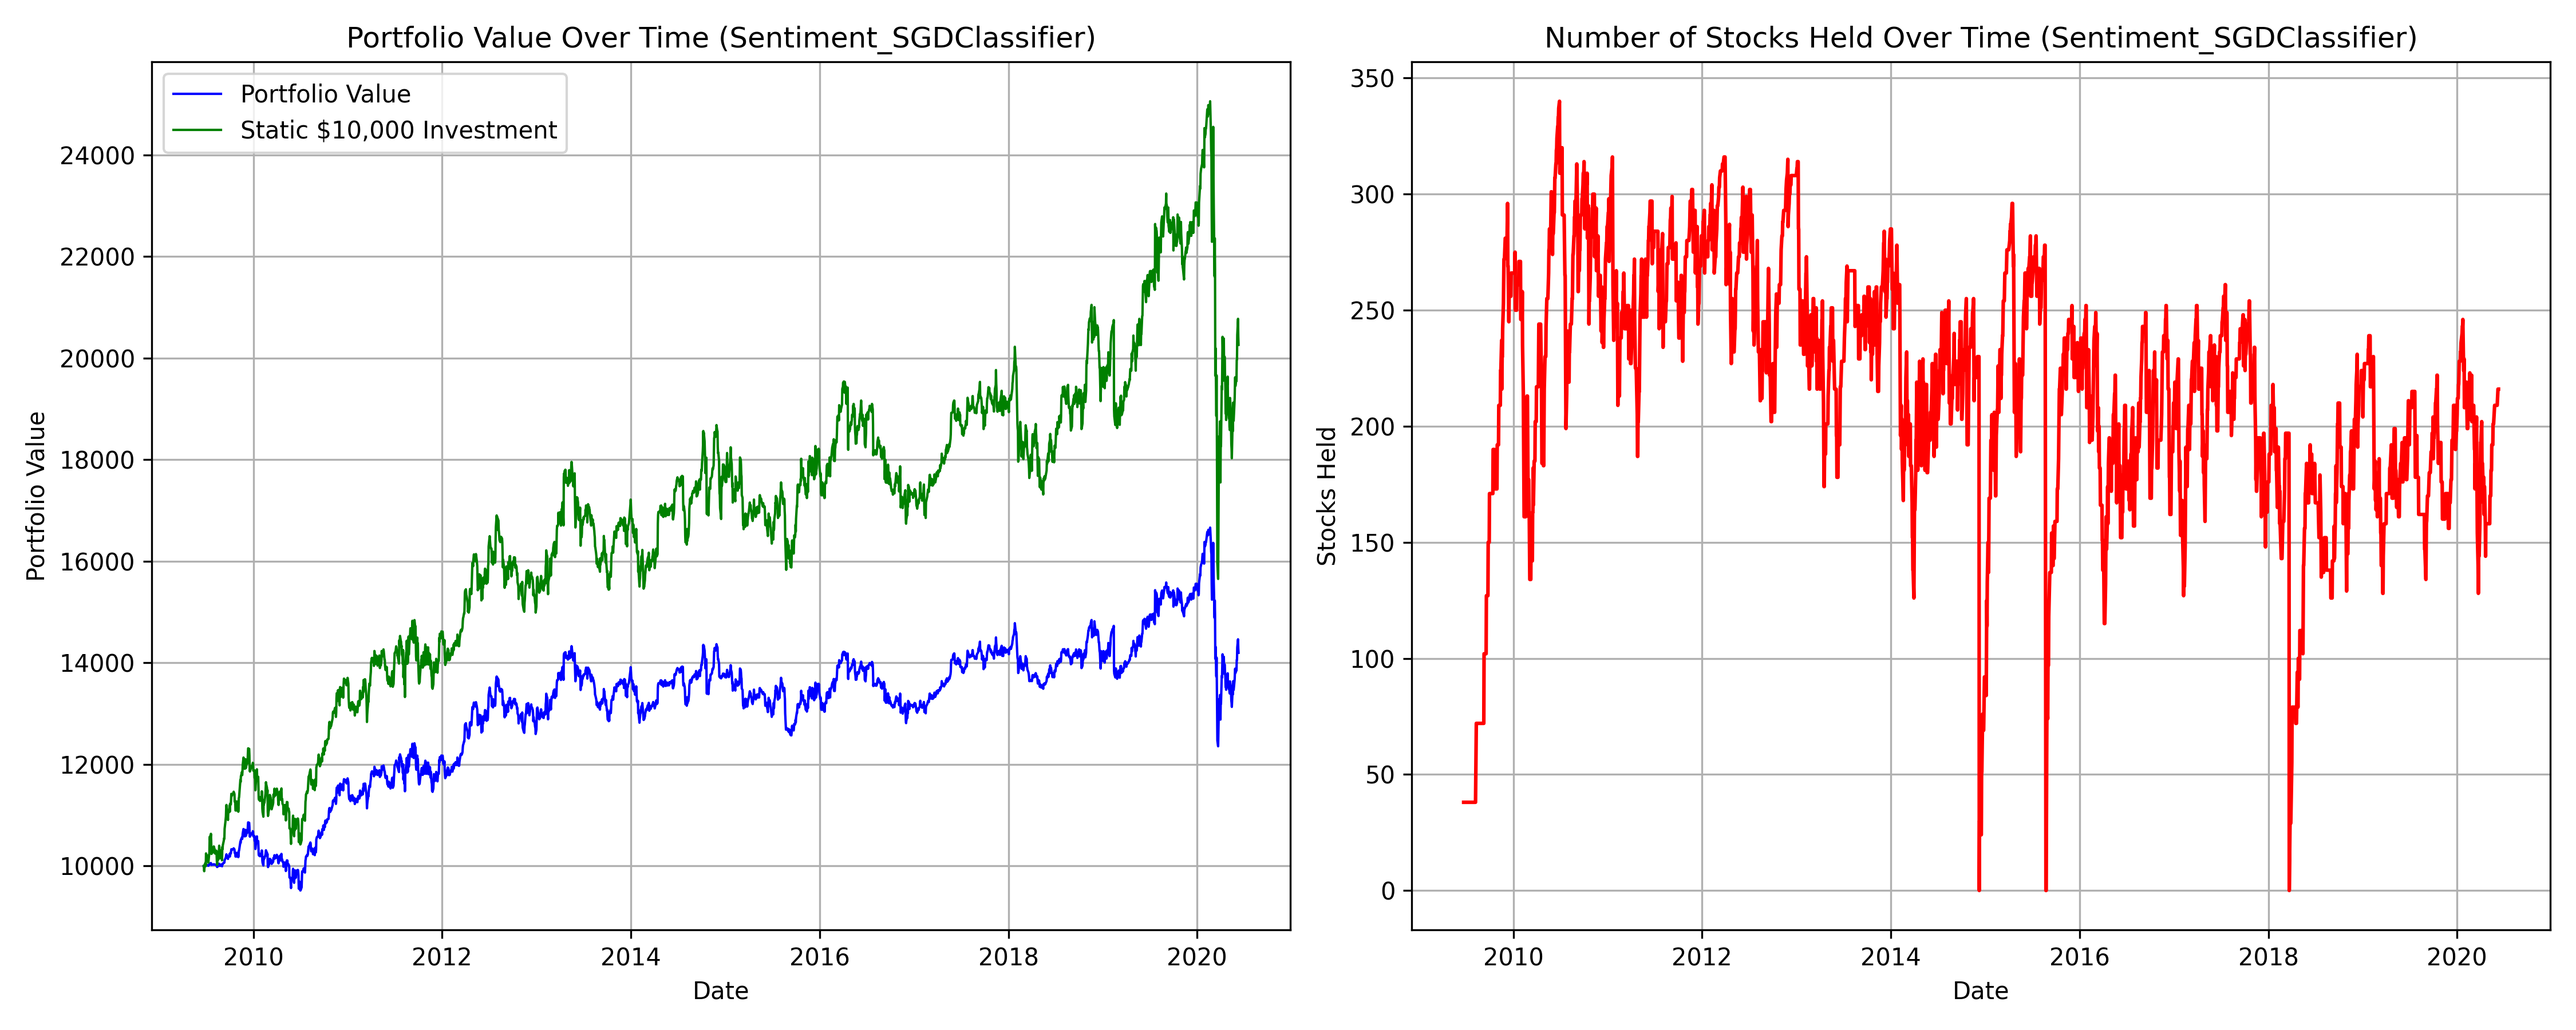 Portfolio Value Over Time (Sentiment_SGDClassifier)
Portfolio Value
Static $10,000 Investment
24000
22000
20000
18000
16000
14000
12000
10000
Portfolio Value
2010 2012 2014 2016 2018 2020
Date
Number of Stocks Held Over Time (Sentiment_SGDClassifier)
350
300
250
200
150
100
50
0
Stocks Held
2010 2012 2014 2016 2018 2020
Date